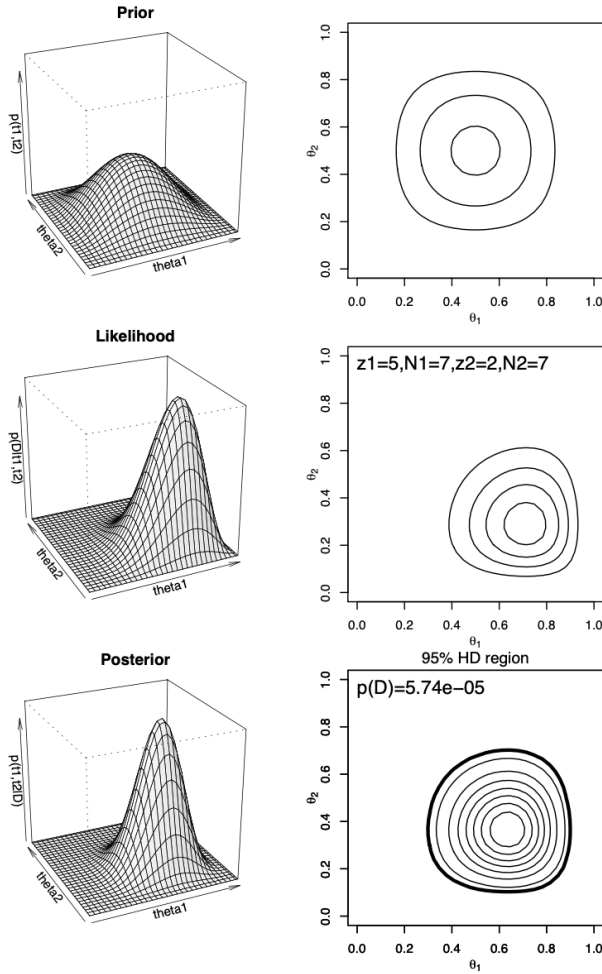 Prior
p(t1,t2)
theta2
theta1
θ2
0.0 0.2 0.4 0.6 0.8 1.0
0.0 0.2 0.4 0.6 0.8 1.0
θ1
Likelihood
p(D|t1,t2)
theta2
theta1
z1=5,N1=7,z2=2,N2=7
θ2
0.0 0.2 0.4 0.6 0.8 1.0
0.0 0.2 0.4 0.6 0.8 1.0
θ1
Posterior
p(t1,t2|D)
theta2
theta1
95% HD region
p(D)=5.74e−05
θ2
0.0 0.2 0.4 0.6 0.8 1.0
0.0 0.2 0.4 0.6 0.8 1.0
θ1